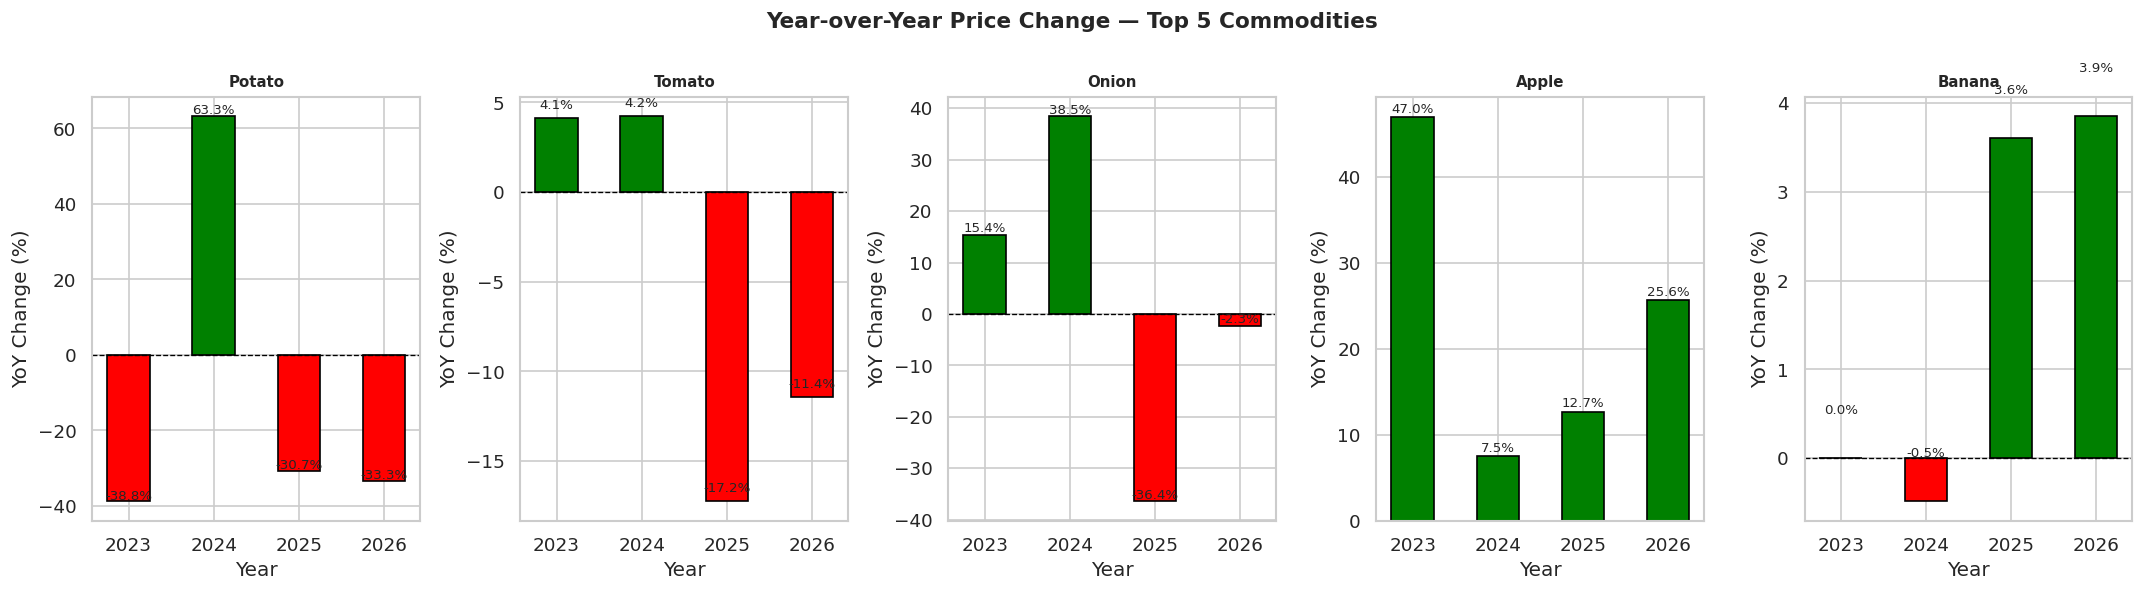 Year-over-Year Price Change — Top 5 Commodities
Potato
YoY Change (%)
60
40
20
0
−20
−40
-38.8%
63.3%
-30.7%
-33.3%
2023 2024 2025 2026
Year
Tomato
YoY Change (%)
5
0
−5
−10
−15
4.1%
4.2%
-17.2%
-11.4%
2023 2024 2025 2026
Year
Onion
YoY Change (%)
40
30
20
10
0
−10
−20
−30
−40
15.4%
38.5%
-36.4%
-2.3%
2023 2024 2025 2026
Year
Apple
YoY Change (%)
40
30
20
10
0
47.0%
7.5%
12.7%
25.6%
2023 2024 2025 2026
Year
Banana
YoY Change (%)
4
3
2
1
0
0.0%
-0.5%
3.6%
3.9%
2023 2024 2025 2026
Year